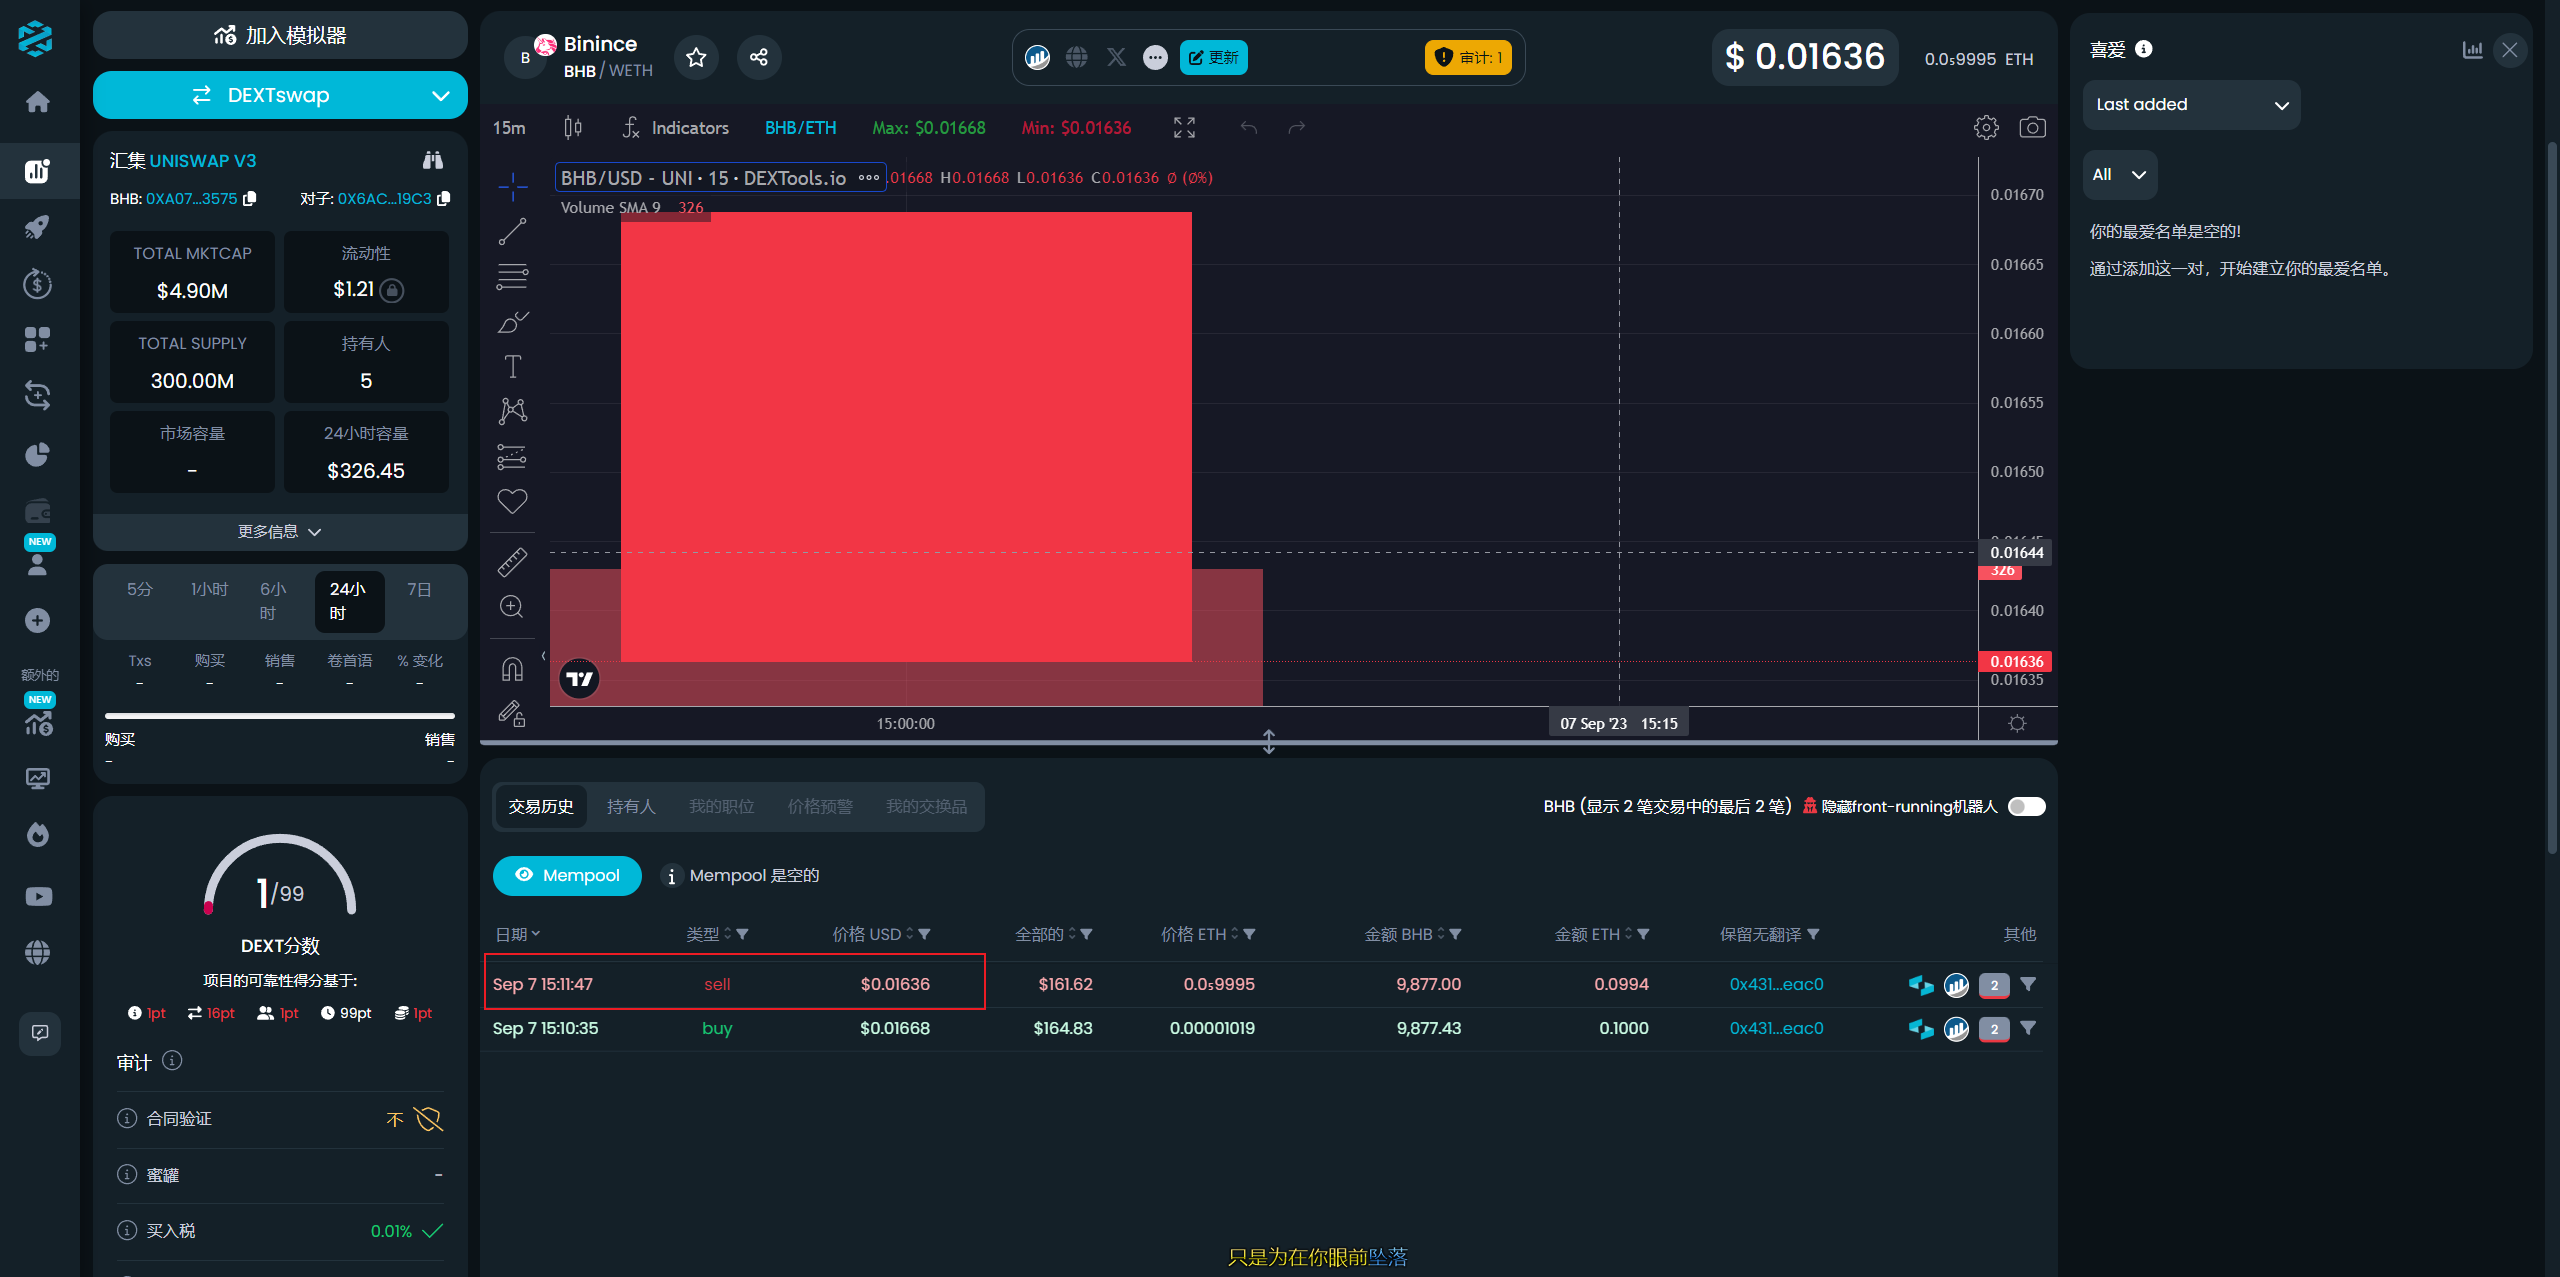 加入模拟器
DEXTswap
汇集 UNISWAP V3
BHB: 0XA07...3575 对子: 0X6AC...19C3
TOTAL MKTCAP
$4.90M
流动性
$1.21
TOTAL SUPPLY
300.00M
持有人
5
市场容量
-
24小时容量
$326.45
更多信息
NEW
额外的
NEW
5分 1小时 6小时 24小时 7日
Txs 购买 销售 卷首语 % 变化
- - - - -
购买 销售
- -
1/99
DEXT分数
项目的可靠性得分基于:
1pt 16pt 1pt 99pt 1pt
审计
合同验证 不
蜜罐 -
买入税 0.01%
B
Binince
BHB / WETH
更新
审计: 1
$ 0.01636
0.0₅9995 ETH
15m Indicators BHB/ETH Max: $0.01668 Min: $0.01636
BHB/USD - UNI · 15 · DEXTools.io .01668 H0.01668 L0.01636 C0.01636 Ø (Ø%)
Volume SMA 9 326
0.01670
0.01665
0.01660
0.01655
0.01650
0.01644
326
0.01640
0.01636
0.01635
15:00:00
07 Sep '23 15:15
交易历史 持有人 我的职位 价格预警 我的交换品
BHB (显示 2 笔交易中的最后 2 笔) 隐藏front-running机器人
Mempool
Mempool 是空的
日期 类型 价格 USD 全部的 价格 ETH 金额 BHB 金额 ETH 保留无翻译 其他
Sep 7 15:11:47 sell $0.01636 $161.62 0.0₅9995 9,877.00 0.0994 0x431...eac0 2
Sep 7 15:10:35 buy $0.01668 $164.83 0.00001019 9,877.43 0.1000 0x431...eac0 2
只是为在你眼前坠落
喜爱
Last added
All
你的最爱名单是空的!
通过添加这一对，开始建立你的最爱名单。